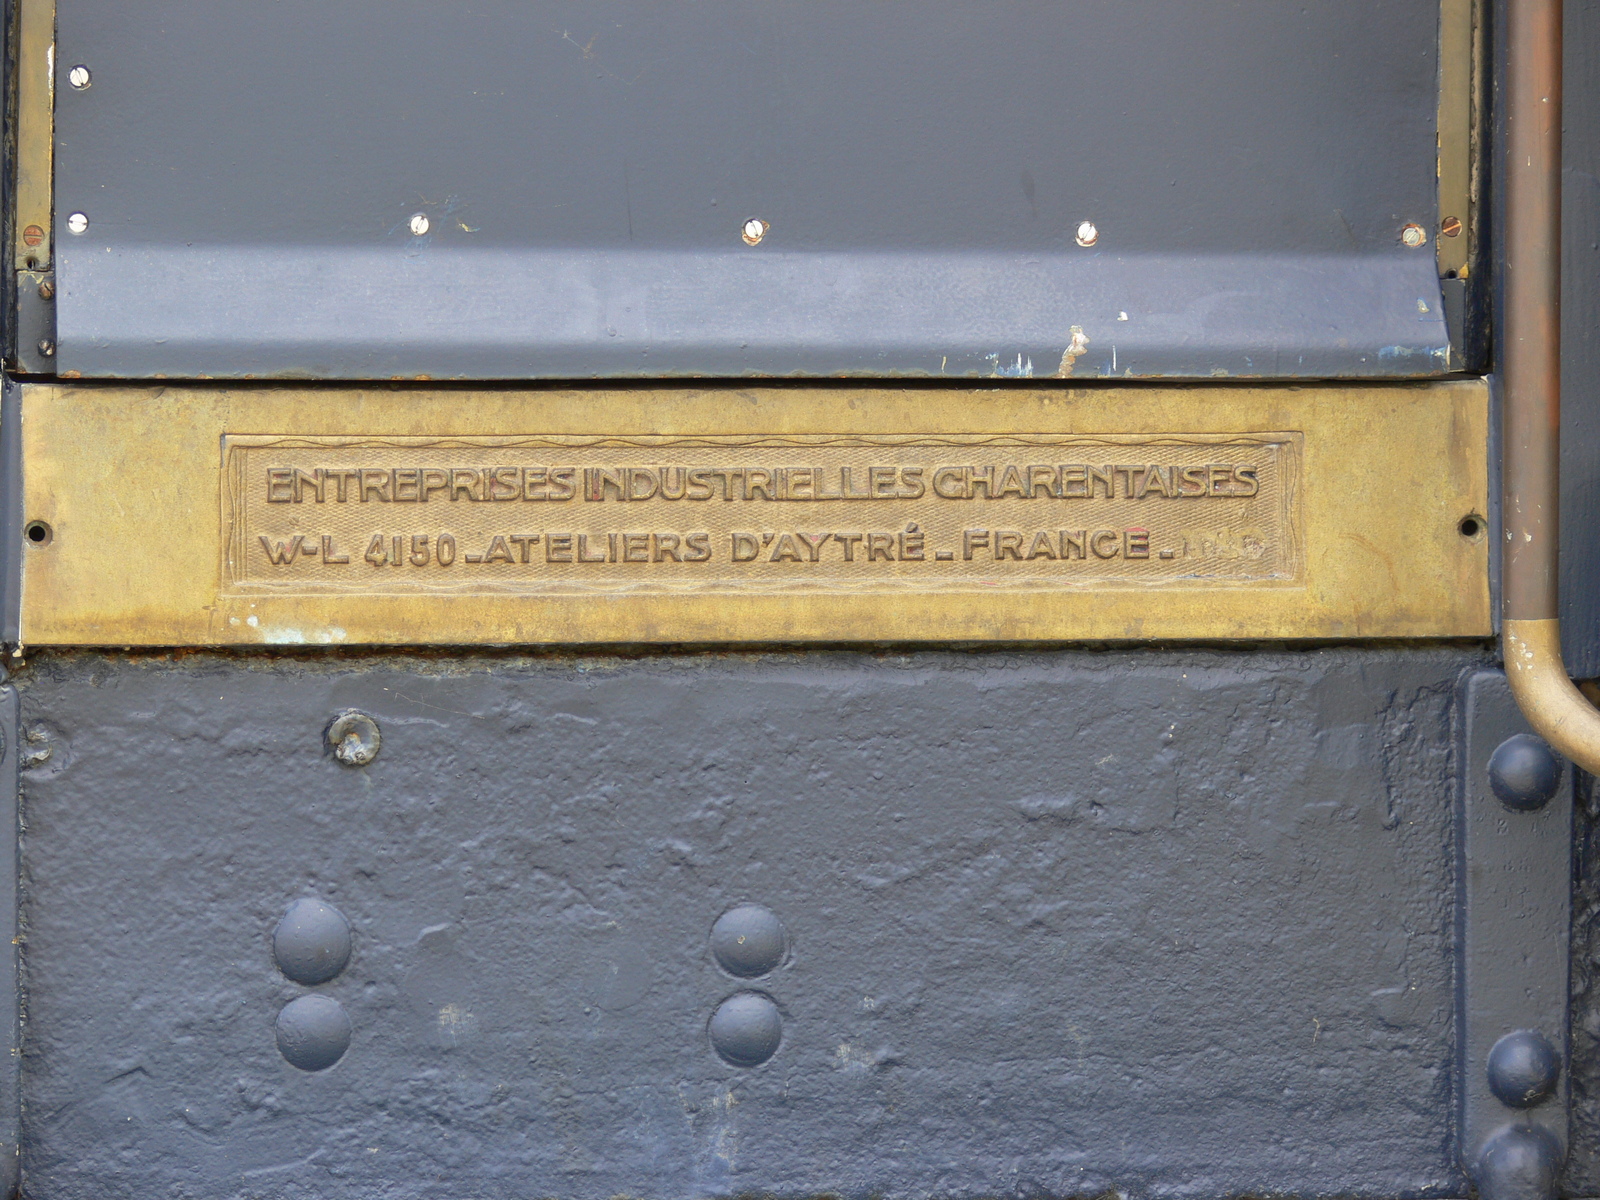 ENTREPRISES INDUSTRIELLES CHARENTAISES
W-L 4150 - ATELIERS D'AYTRÉ - FRANCE -